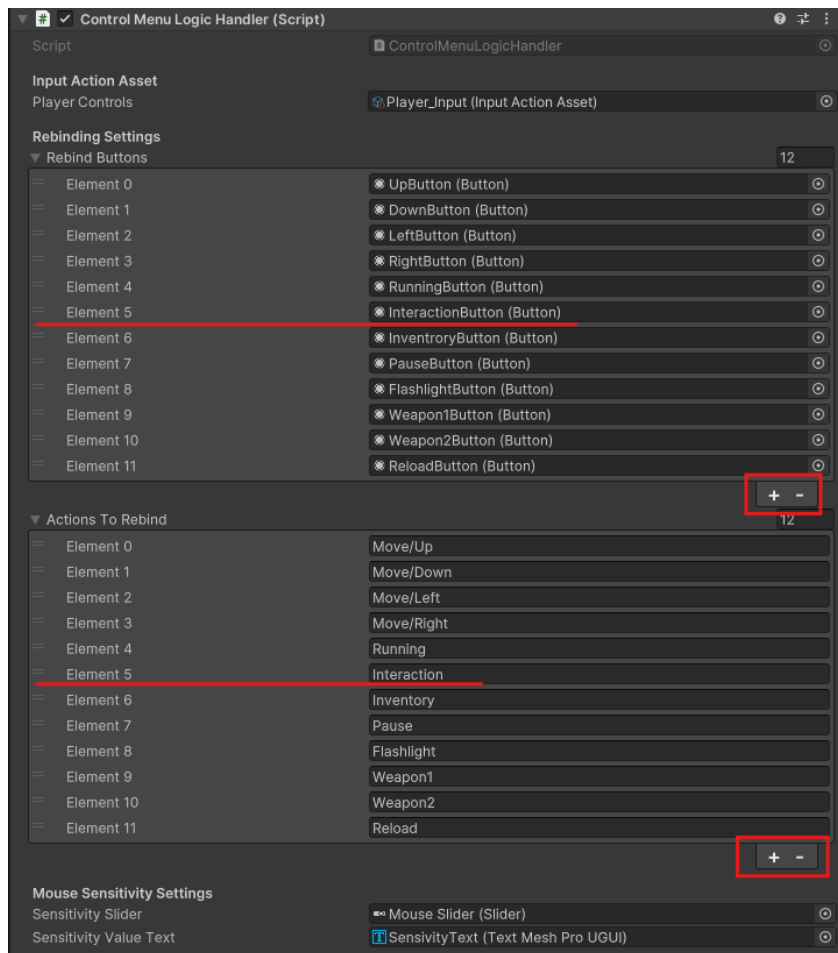 # Control Menu Logic Handler (Script)
Script ControlMenuLogicHandler
Input Action Asset
Player Controls Player_Input (Input Action Asset)
Rebinding Settings
Rebind Buttons 12
Element 0 UpButton (Button)
Element 1 DownButton (Button)
Element 2 LeftButton (Button)
Element 3 RightButton (Button)
Element 4 RunningButton (Button)
Element 5 InteractionButton (Button)
Element 6 InventroryButton (Button)
Element 7 PauseButton (Button)
Element 8 FlashlightButton (Button)
Element 9 Weapon1Button (Button)
Element 10 Weapon2Button (Button)
Element 11 ReloadButton (Button)
+ -
Actions To Rebind 12
Element 0 Move/Up
Element 1 Move/Down
Element 2 Move/Left
Element 3 Move/Right
Element 4 Running
Element 5 Interaction
Element 6 Inventory
Element 7 Pause
Element 8 Flashlight
Element 9 Weapon1
Element 10 Weapon2
Element 11 Reload
+ -
Mouse Sensitivity Settings
Sensitivity Slider Mouse Slider (Slider)
Sensitivity Value Text SensivityText (Text Mesh Pro UGUI)